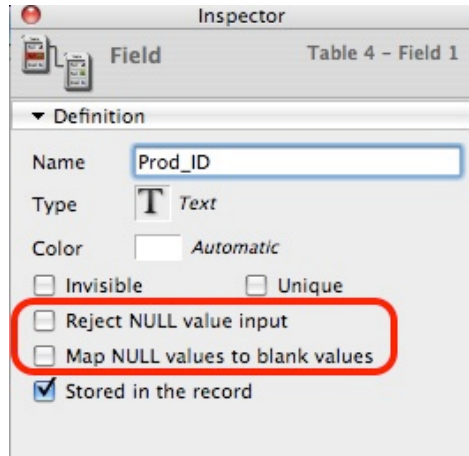 Inspector
Field Table 4 – Field 1
Definition
Name Prod_ID
Type T Text
Color Automatic
Invisible Unique
Reject NULL value input
Map NULL values to blank values
Stored in the record